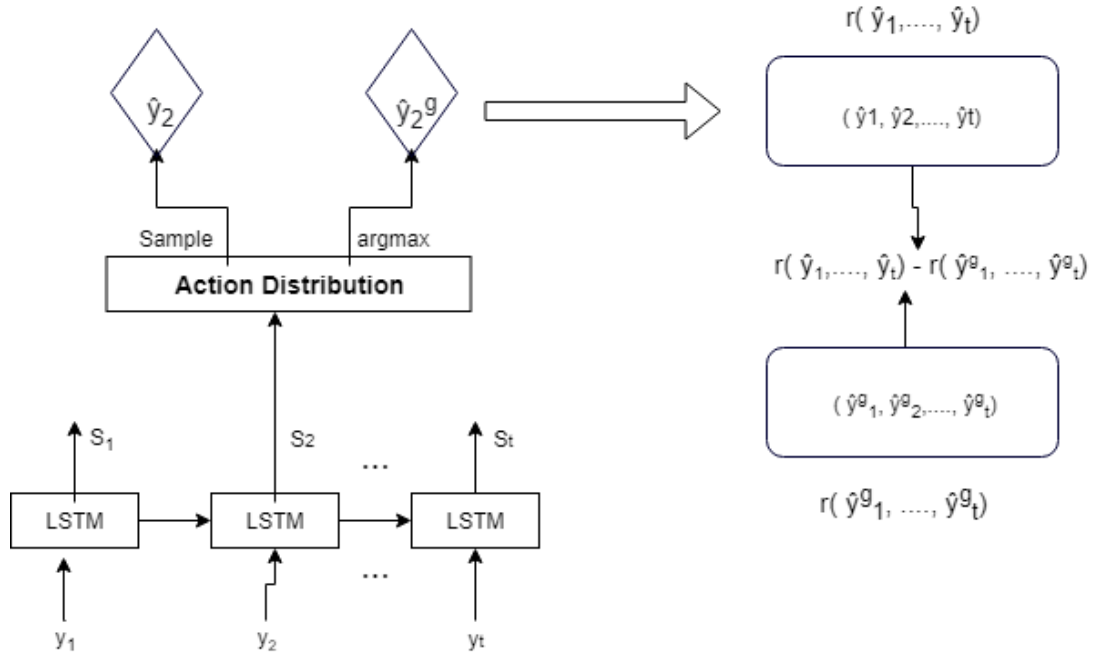 ŷ₂
ŷ₂ᵍ
Sample
argmax
Action Distribution
S₁
S2
...
St
LSTM
LSTM
LSTM
...
y₁
y₂
yt
r( ŷ₁,...., ŷₜ)
( ŷ1, ŷ2,...., ŷt)
r( ŷ₁,...., ŷₜ) - r( ŷᵍ₁, ...., ŷᵍₜ)
( ŷᵍ₁, ŷᵍ₂,...., ŷᵍₜ)
r( ŷᵍ₁, ...., ŷᵍₜ)